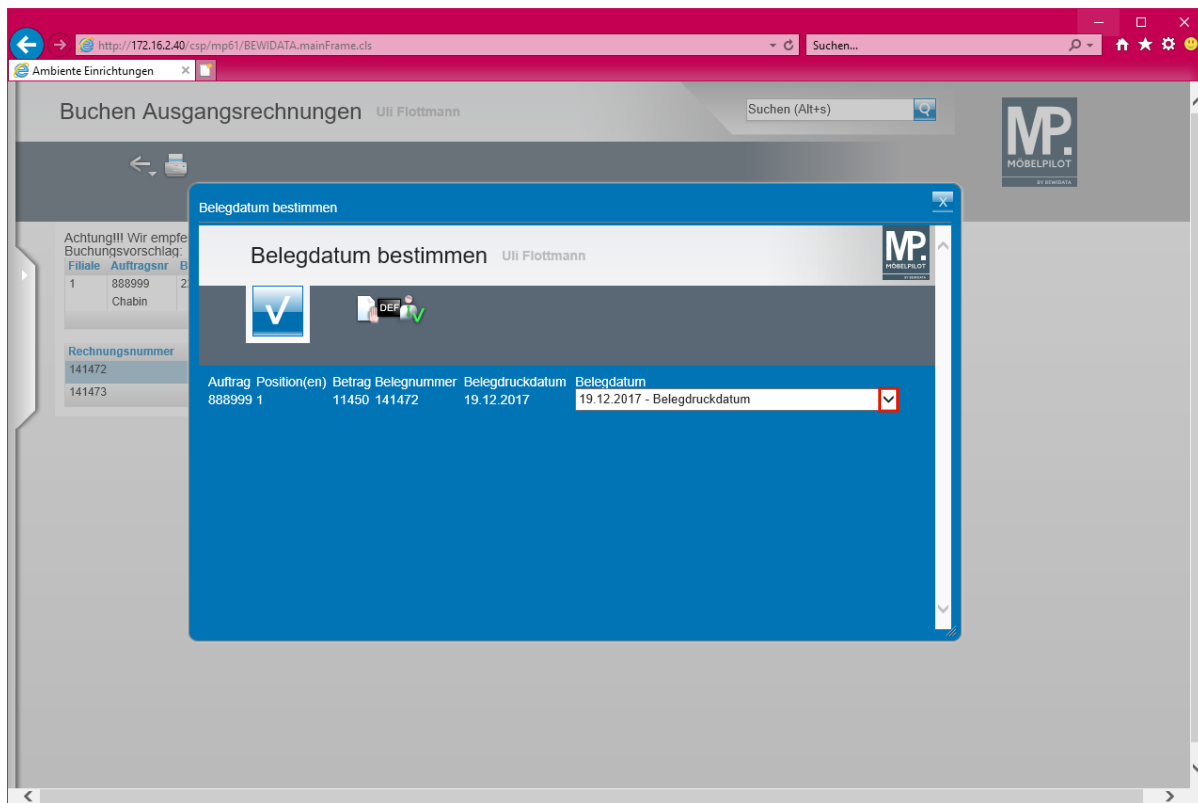 http://172.16.2.40/csp/mp61/BEWIDATA.mainFrame.cls
Suchen...
Ambiente Einrichtungen
Buchen Ausgangsrechnungen Uli Flottmann
Suchen (Alt+s)
MP.
MÖBELPILOT
BY BEWIDATA
Belegdatum bestimmen
X
Achtung!!! Wir empfe
Buchungsvorschlag:
Filiale Auftragsnr B
1 888999 2
Chabin
Rechnungsnummer
141472
141473
Belegdatum bestimmen Uli Flottmann
MP.
MÖBELPILOT
BY BEWIDATA
DEF
Auftrag Position(en) Betrag Belegnummer Belegdruckdatum Belegdatum
888999 1 11450 141472 19.12.2017 19.12.2017 - Belegdruckdatum